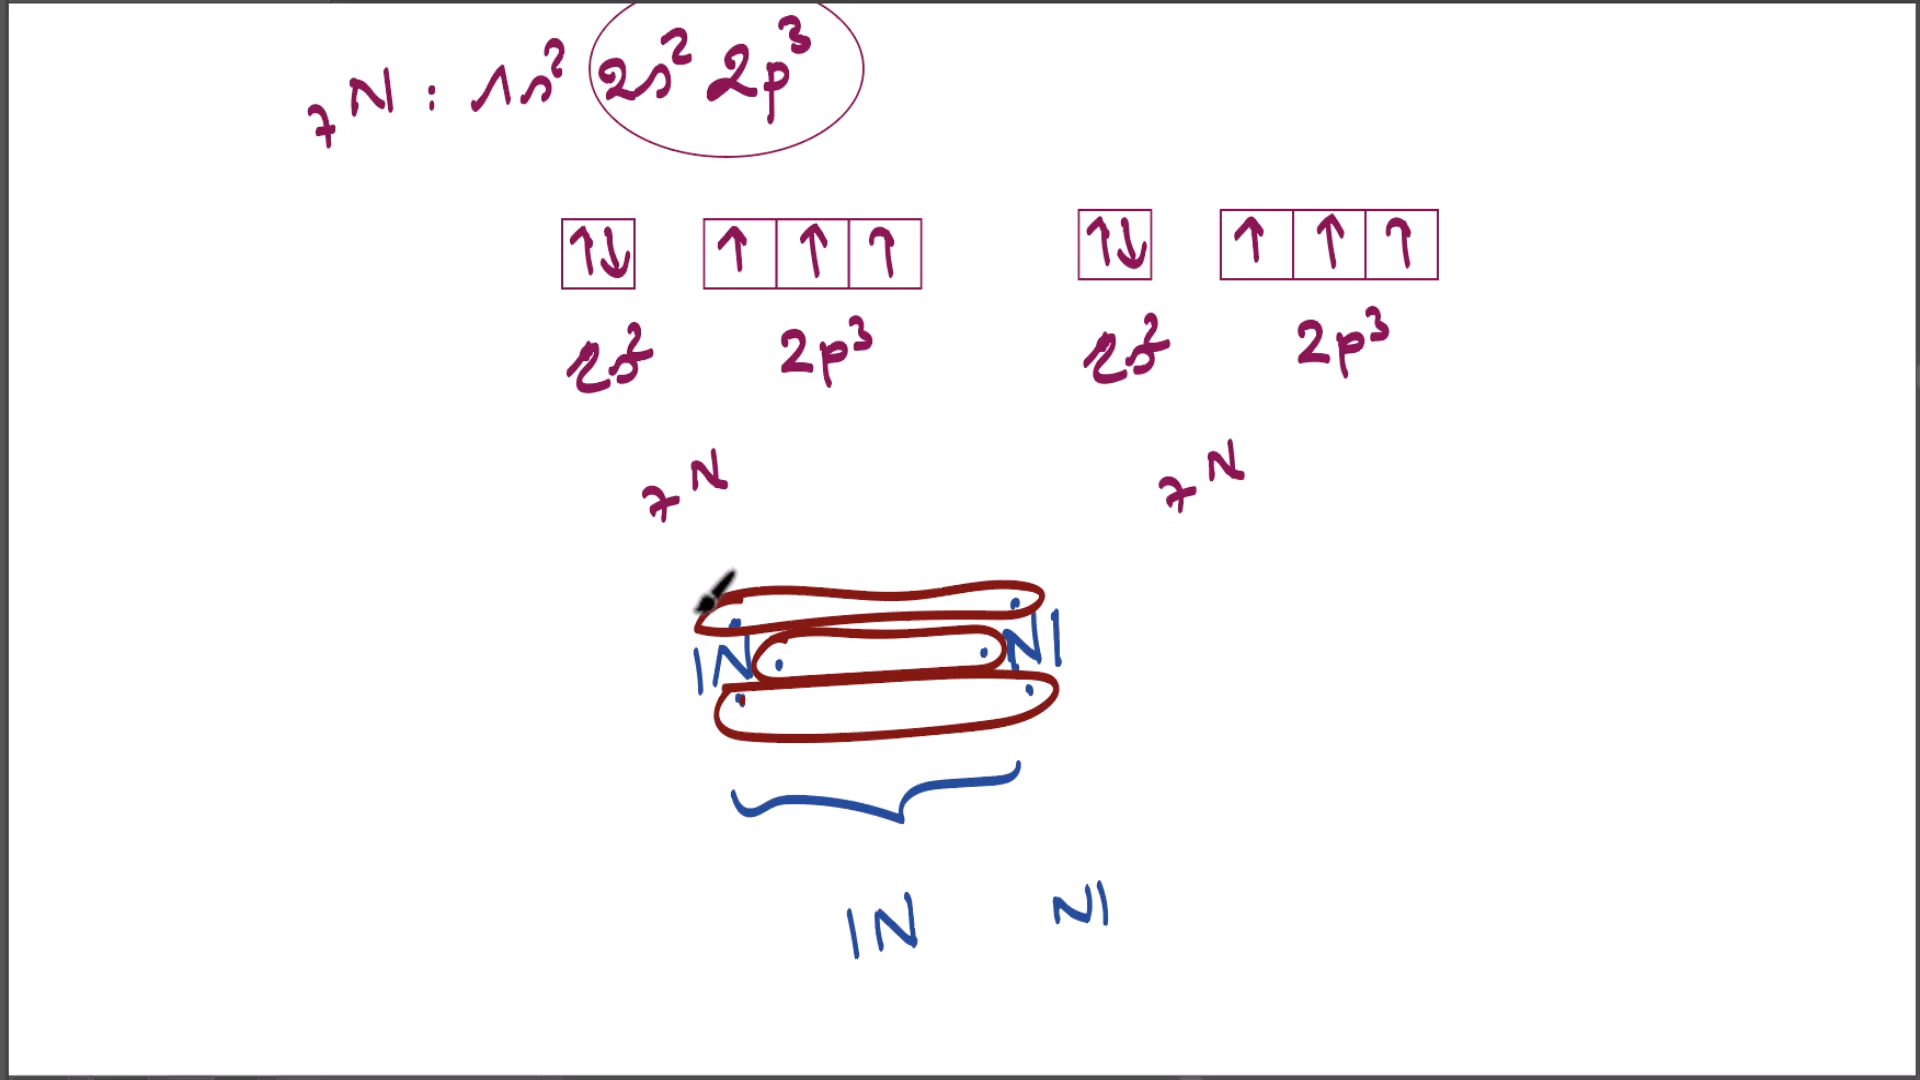 ₇N : 1s² 2s² 2p³
↑↓ ↑ ↑ ↑ ↑↓ ↑ ↑ ↑
2s² 2p³ 2s² 2p³
₇N ₇N
|N N|
|N N|